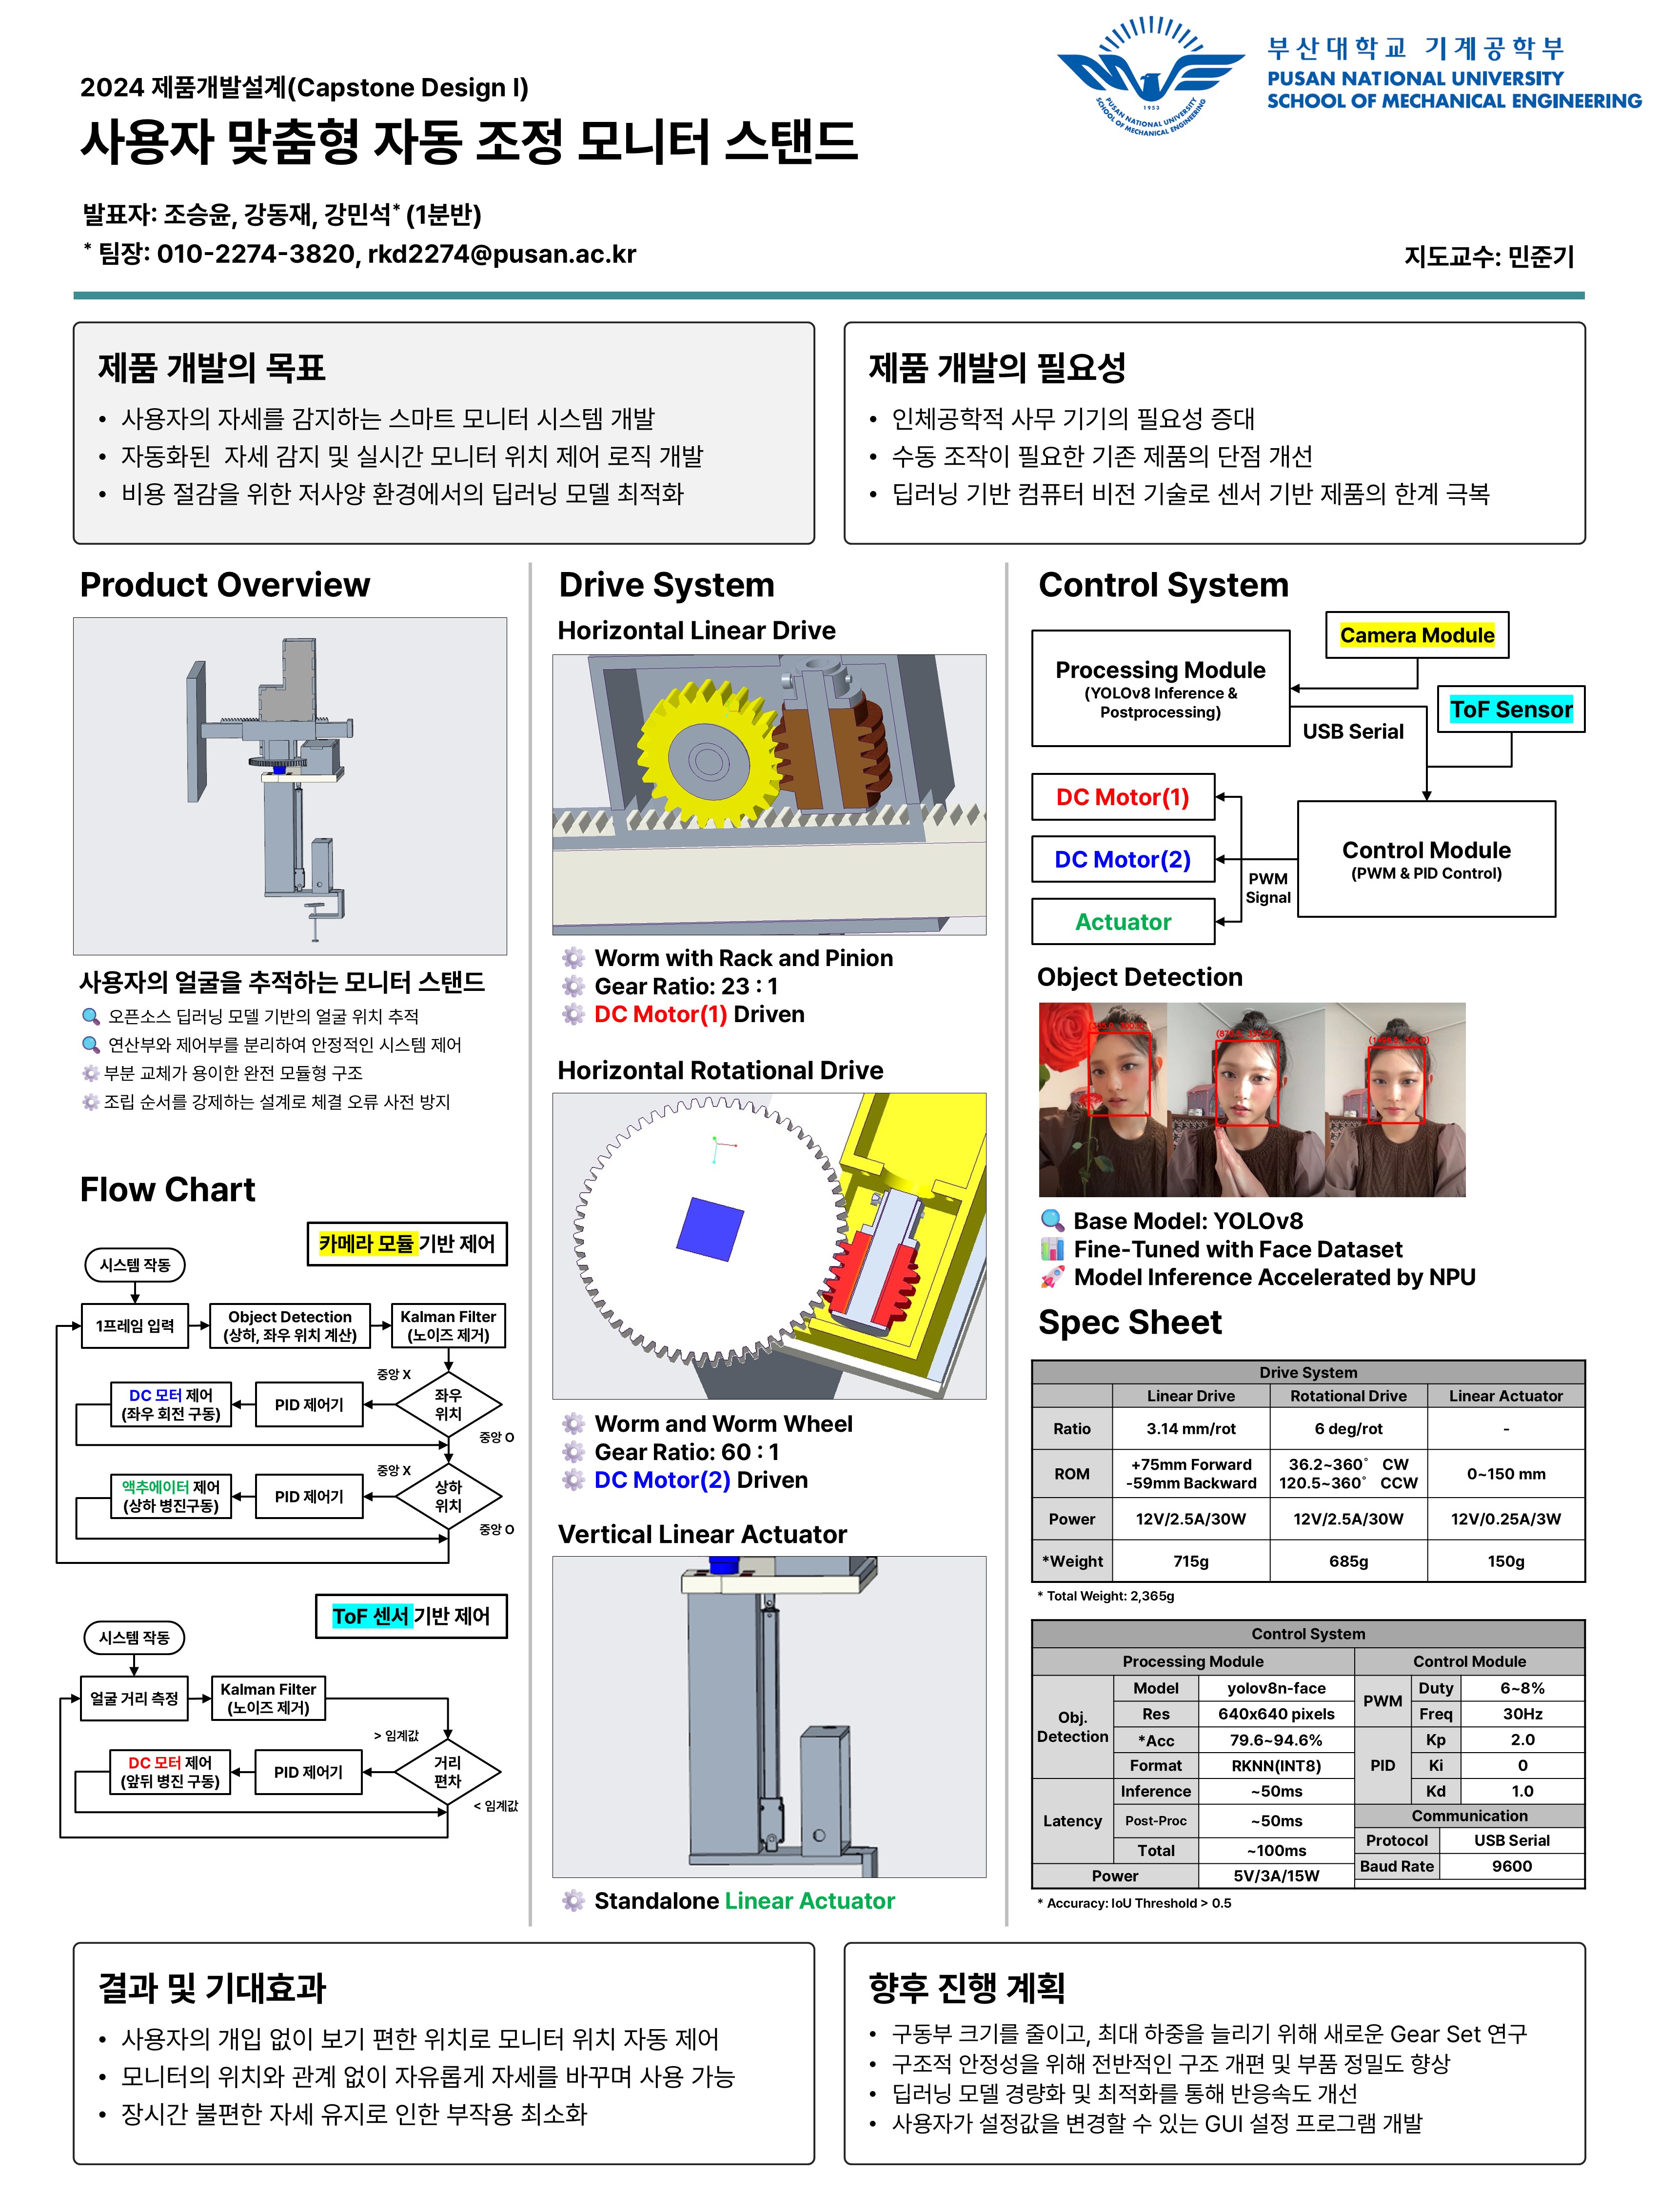 부산대학교 기계공학부
PUSAN NATIONAL UNIVERSITY
SCHOOL OF MECHANICAL ENGINEERING
1953
PUSAN NATIONAL UNIVERSITY
SCHOOL OF MECHANICAL ENGINEERING
2024 제품개발설계(Capstone Design I)
사용자 맞춤형 자동 조정 모니터 스탠드
발표자: 조승윤, 강동재, 강민석* (1분반)
* 팀장: 010-2274-3820, rkd2274@pusan.ac.kr
지도교수: 민준기
제품 개발의 목표
• 사용자의 자세를 감지하는 스마트 모니터 시스템 개발
• 자동화된 자세 감지 및 실시간 모니터 위치 제어 로직 개발
• 비용 절감을 위한 저사양 환경에서의 딥러닝 모델 최적화
제품 개발의 필요성
• 인체공학적 사무 기기의 필요성 증대
• 수동 조작이 필요한 기존 제품의 단점 개선
• 딥러닝 기반 컴퓨터 비전 기술로 센서 기반 제품의 한계 극복
Product Overview
사용자의 얼굴을 추적하는 모니터 스탠드
오픈소스 딥러닝 모델 기반의 얼굴 위치 추적
연산부와 제어부를 분리하여 안정적인 시스템 제어
부분 교체가 용이한 완전 모듈형 구조
조립 순서를 강제하는 설계로 체결 오류 사전 방지
Flow Chart
카메라 모듈 기반 제어
시스템 작동
1프레임 입력
Object Detection
(상하, 좌우 위치 계산)
Kalman Filter
(노이즈 제거)
중앙 X
좌우
위치
PID 제어기
DC 모터 제어
(좌우 회전 구동)
중앙 O
중앙 X
상하
위치
PID 제어기
액추에이터 제어
(상하 병진구동)
중앙 O
ToF 센서 기반 제어
시스템 작동
얼굴 거리 측정
Kalman Filter
(노이즈 제거)
> 임계값
거리
편차
PID 제어기
DC 모터 제어
(앞뒤 병진 구동)
< 임계값
Drive System
Horizontal Linear Drive
Worm with Rack and Pinion
Gear Ratio: 23 : 1
DC Motor(1) Driven
Horizontal Rotational Drive
Worm and Worm Wheel
Gear Ratio: 60 : 1
DC Motor(2) Driven
Vertical Linear Actuator
Standalone Linear Actuator
Control System
Camera Module
Processing Module
(YOLOv8 Inference &
Postprocessing)
ToF Sensor
USB Serial
DC Motor(1)
DC Motor(2)
Actuator
PWM
Signal
Control Module
(PWM & PID Control)
Object Detection
Base Model: YOLOv8
Fine-Tuned with Face Dataset
Model Inference Accelerated by NPU
Spec Sheet
Drive System
Linear Drive Rotational Drive Linear Actuator
Ratio 3.14 mm/rot 6 deg/rot -
ROM +75mm Forward -59mm Backward 36.2~360° CW 120.5~360° CCW 0~150 mm
Power 12V/2.5A/30W 12V/2.5A/30W 12V/0.25A/3W
*Weight 715g 685g 150g
* Total Weight: 2,365g
Control System
Processing Module Control Module
Obj. Detection Model yolov8n-face PWM Duty 6~8%
Res 640x640 pixels Freq 30Hz
*Acc 79.6~94.6% PID Kp 2.0
Format RKNN(INT8) Ki 0
Latency Inference ~50ms Kd 1.0
Post-Proc ~50ms Communication
Protocol USB Serial
Total ~100ms Baud Rate 9600
Power 5V/3A/15W
* Accuracy: IoU Threshold > 0.5
결과 및 기대효과
• 사용자의 개입 없이 보기 편한 위치로 모니터 위치 자동 제어
• 모니터의 위치와 관계 없이 자유롭게 자세를 바꾸며 사용 가능
• 장시간 불편한 자세 유지로 인한 부작용 최소화
향후 진행 계획
• 구동부 크기를 줄이고, 최대 하중을 늘리기 위해 새로운 Gear Set 연구
• 구조적 안정성을 위해 전반적인 구조 개편 및 부품 정밀도 향상
• 딥러닝 모델 경량화 및 최적화를 통해 반응속도 개선
• 사용자가 설정값을 변경할 수 있는 GUI 설정 프로그램 개발